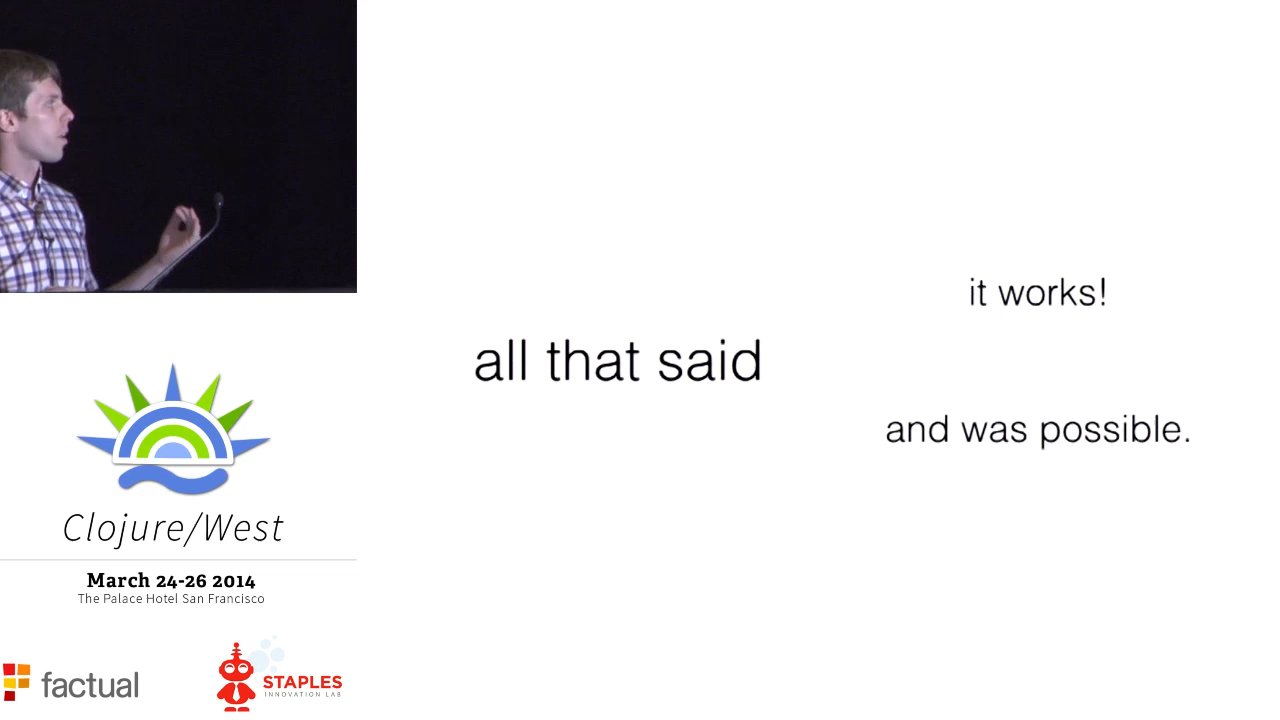 it works!
all that said
and was possible.
Clojure/West
March 24-26 2014
The Palace Hotel San Francisco
factual
STAPLES
INNOVATION LAB